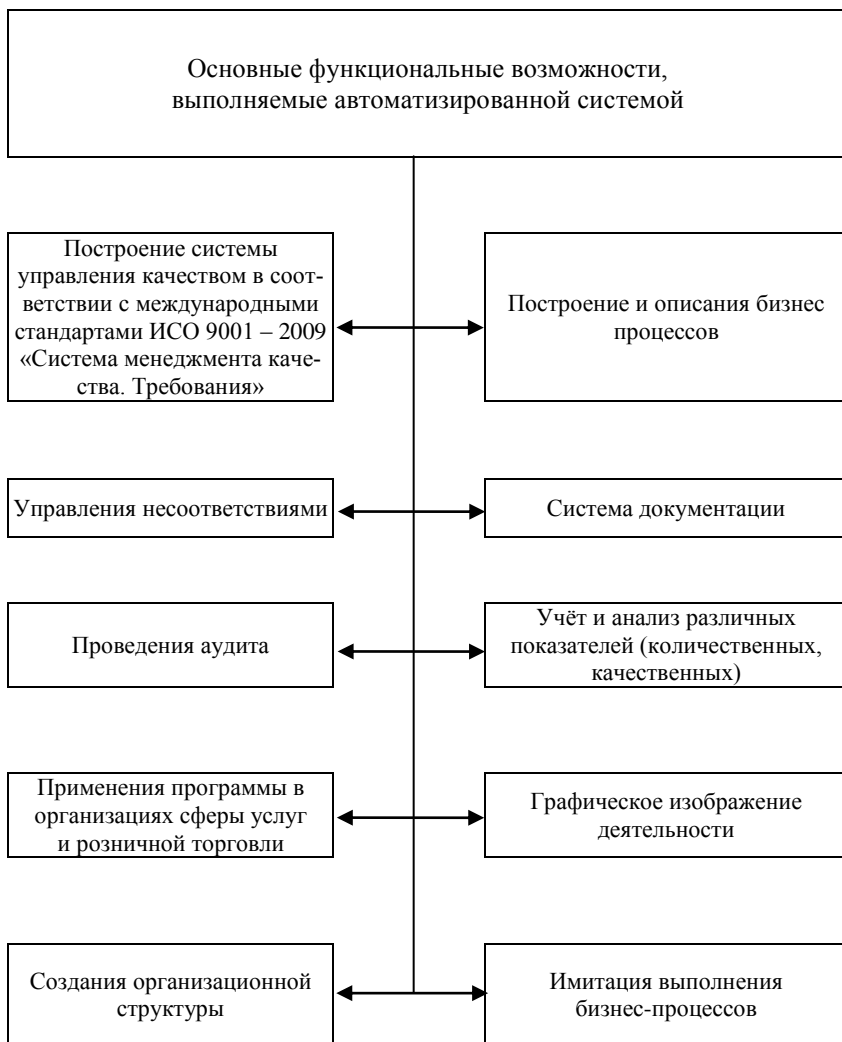 Основные функциональные возможности,
выполняемые автоматизированной системой
Построение системы
управления качеством в соот-
ветствии с международными
стандартами ИСО 9001 – 2009
«Система менеджмента каче-
ства. Требования»
Построение и описания бизнес
процессов
Управления несоответствиями
Система документации
Проведения аудита
Учёт и анализ различных
показателей (количественных,
качественных)
Применения программы в
организациях сферы услуг
и розничной торговли
Графическое изображение
деятельности
Создания организационной
структуры
Имитация выполнения
бизнес-процессов